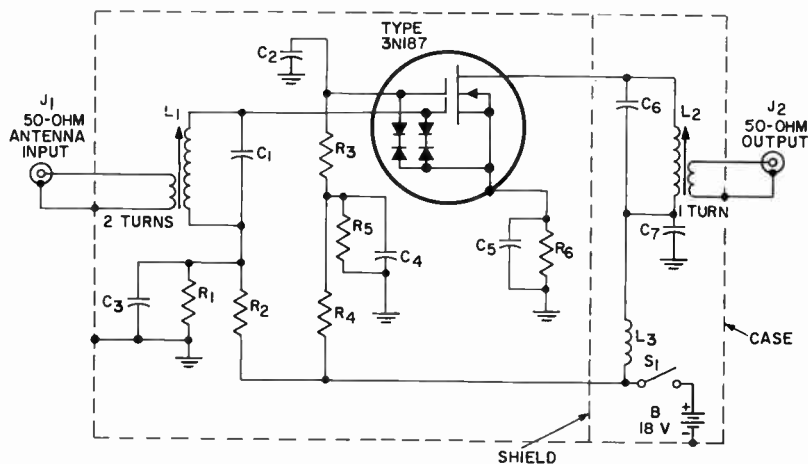 TYPE
3N187
C2
J1
50-OHM
ANTENNA
INPUT
L1
C1
R3
C6
L2
J2
50-OHM
OUTPUT
2 TURNS
1 TURN
R5
C4
C5
R6
C7
C3
R1
R2
R4
L3
S1
CASE
B
18 V
+
-
SHIELD